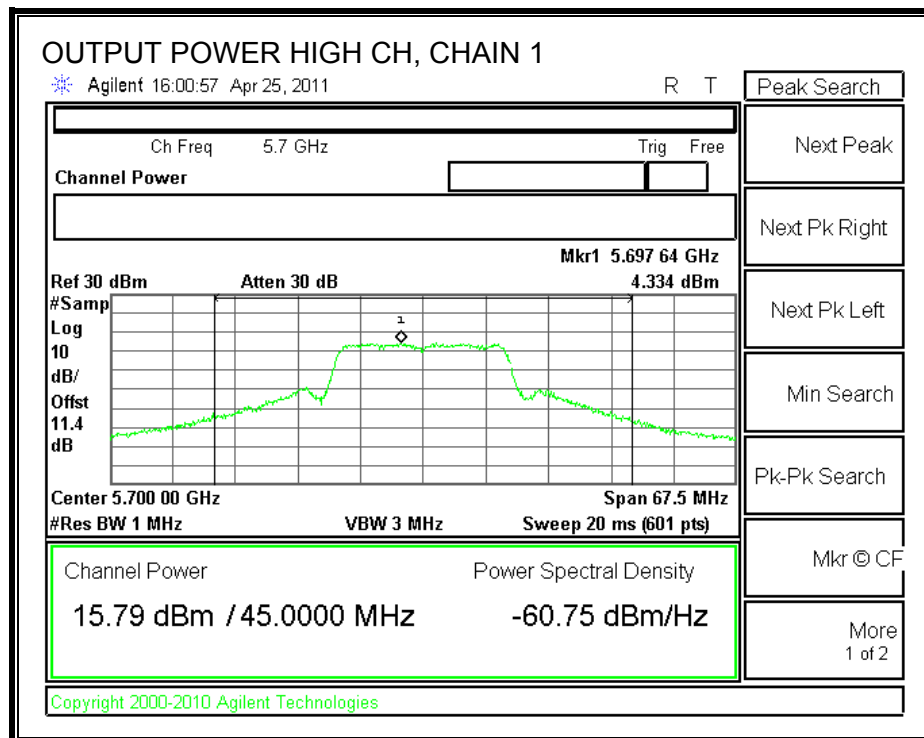 OUTPUT POWER HIGH CH, CHAIN 1
Agilent 16:00:57 Apr 25, 2011 R T
Peak Search
Ch Freq 5.7 GHz Trig Free
Next Peak
Channel Power
Next Pk Right
Mkr1 5.697 64 GHz
Ref 30 dBm Atten 30 dB 4.334 dBm
#Samp
Log
10
dB/
Offst
11.4
dB
1
Next Pk Left
Min Search
Pk-Pk Search
Center 5.700 00 GHz Span 67.5 MHz
#Res BW 1 MHz VBW 3 MHz Sweep 20 ms (601 pts)
Mkr © CF
Channel Power Power Spectral Density
15.79 dBm / 45.0000 MHz -60.75 dBm/Hz
More
1 of 2
Copyright 2000-2010 Agilent Technologies